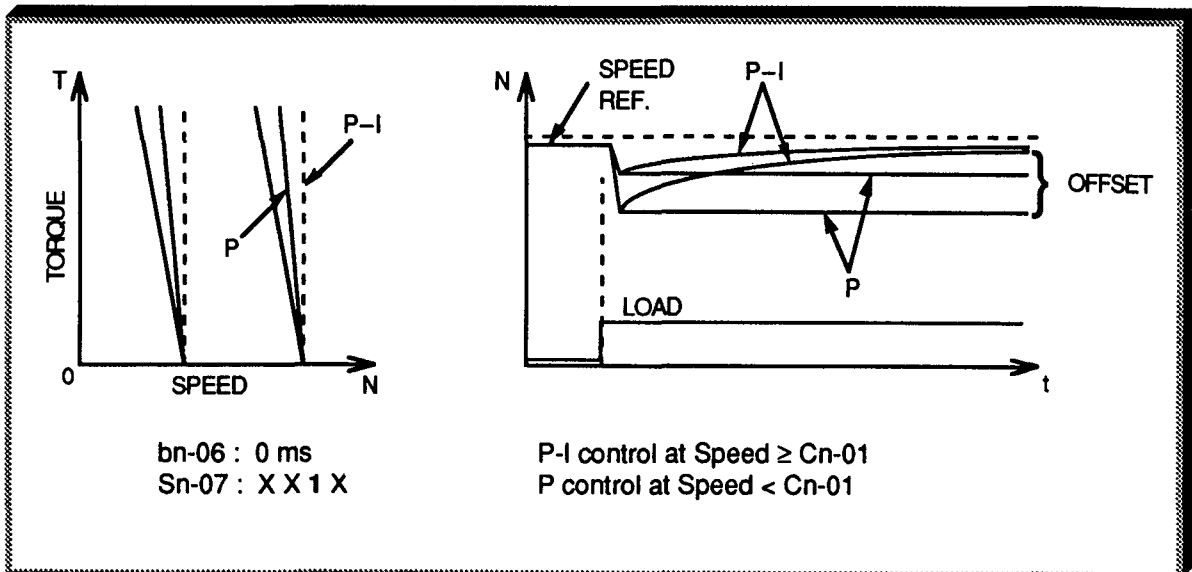 T
TORQUE
P
P–I
0
SPEED
N
N
SPEED
REF.
P–I
OFFSET
P
LOAD
t
bn-06 : 0 ms
Sn-07 : X X 1 X
P-I control at Speed ≥ Cn-01
P control at Speed < Cn-01